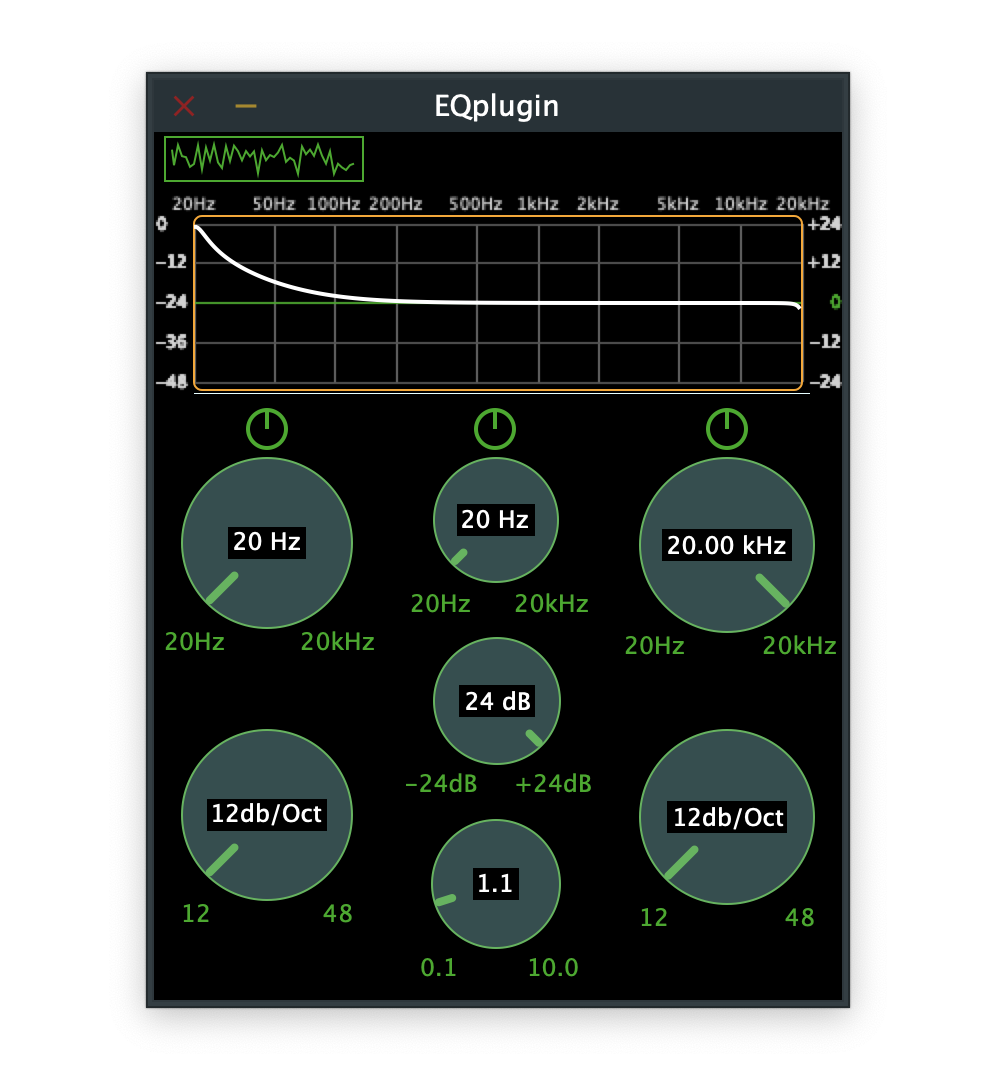 EQplugin
20Hz 50Hz 100Hz 200Hz 500Hz 1kHz 2kHz 5kHz 10kHz 20kHz
0 +24
−12 +12
−24 0
−36 −12
−48 −24
20 Hz 20 Hz 20.00 kHz
20Hz 20kHz
20Hz 20kHz 20Hz 20kHz
24 dB
−24dB +24dB
12db/Oct 12db/Oct
1.1
12 48 12 48
0.1 10.0